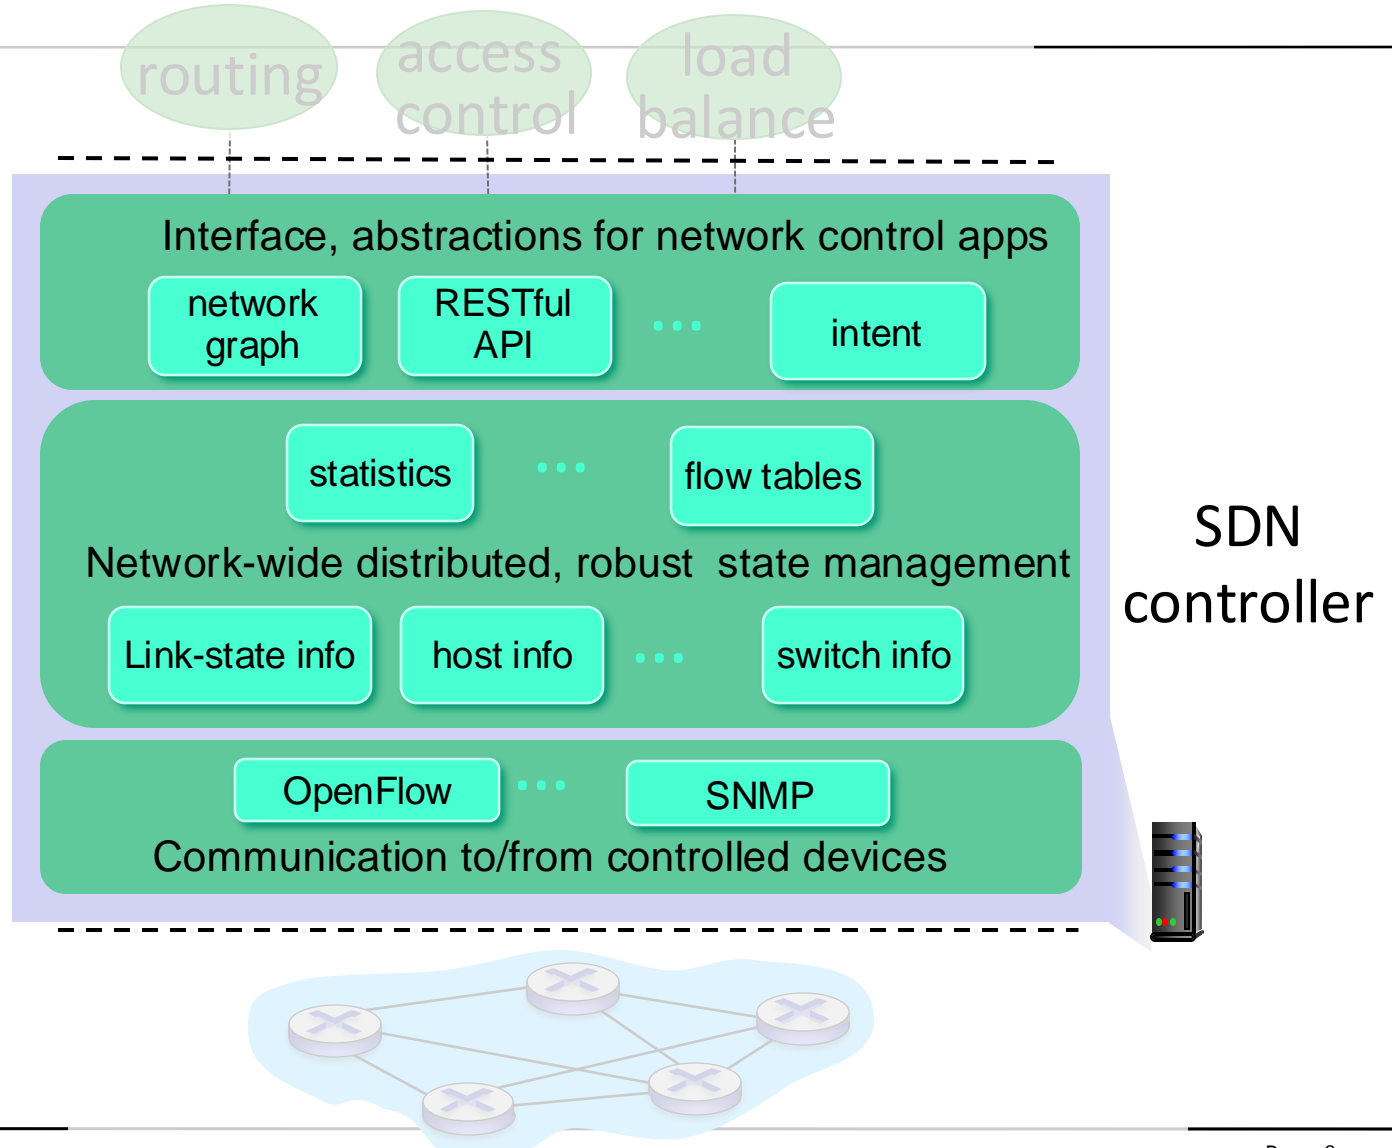 routing
access
control
load
balance
Interface, abstractions for network control apps
network
graph
RESTful
API
...
intent
statistics
...
flow tables
Network-wide distributed, robust  state management
Link-state info
host info
...
switch info
OpenFlow
...
SNMP
Communication to/from controlled devices
SDN
controller